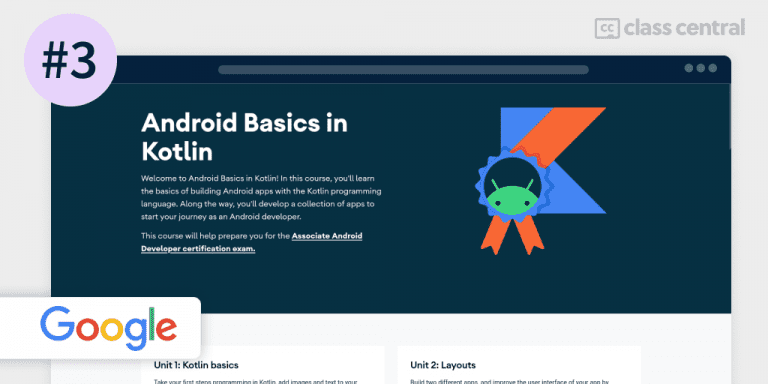 #3
cc class central
Android Basics in
Kotlin
Welcome to Android Basics in Kotlin! In this course, you'll learn
the basics of building Android apps with the Kotlin programming
language. Along the way, you'll develop a collection of apps to
start your journey as an Android developer.
This course will help prepare you for the Associate Android
Developer certification exam.
Google
Unit 1: Kotlin basics
Take your first steps programming in Kotlin, add images and text to your
Unit 2: Layouts
Build two different apps, and improve the user interface of your app by